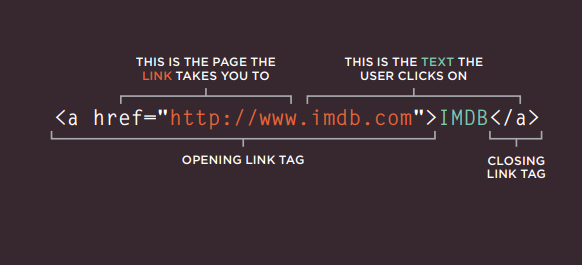 THIS IS THE PAGE THE
LINK TAKES YOU TO
THIS IS THE TEXT THE
USER CLICKS ON
<a href="http://www.imdb.com">IMDB</a>
OPENING LINK TAG
CLOSING
LINK TAG